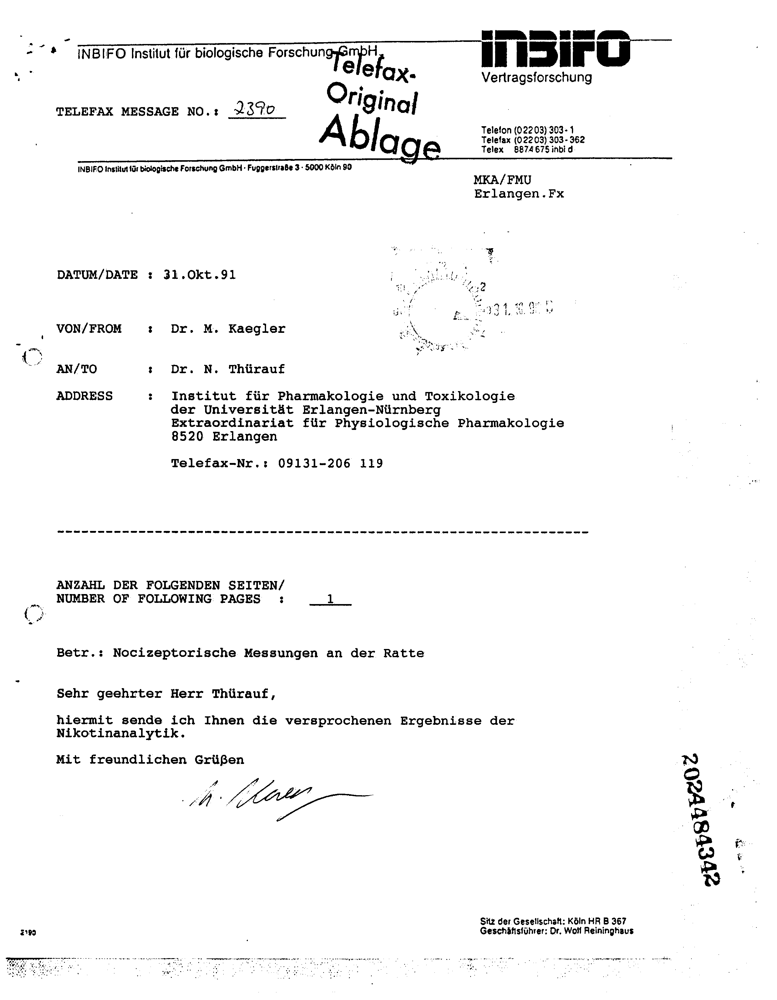 INBIFO Institut für biologische Forschung GmbH
INBIFO
Vertragsforschung
Telefax-
Original
Ablage
TELEFAX MESSAGE NO.: 2390
Telefon (02203) 303-1
Telefax (02203) 303-362
Telex 8874675 inbi d
INBIFO Institut für biologische Forschung GmbH · Fuggerstraße 3 · 5000 Köln 90
MKA/FMU
Erlangen.Fx
DATUM/DATE : 31.Okt.91
VON/FROM : Dr. M. Kaegler
AN/TO : Dr. N. Thürauf
ADDRESS : Institut für Pharmakologie und Toxikologie
der Universität Erlangen-Nürnberg
Extraordinariat für Physiologische Pharmakologie
8520 Erlangen
Telefax-Nr.: 09131-206 119
-----------------------------------------------------------------
ANZAHL DER FOLGENDEN SEITEN/
NUMBER OF FOLLOWING PAGES : 1
Betr.: Nozizeptorische Messungen an der Ratte
Sehr geehrter Herr Thürauf,
hiermit sende ich Ihnen die versprochenen Ergebnisse der
Nikotinanalytik.
Mit freundlichen Grüßen
2024484342
Sitz der Gesellschaft: Köln HR B 367
Geschäftsführer: Dr. Wolf Reininghaus
2190